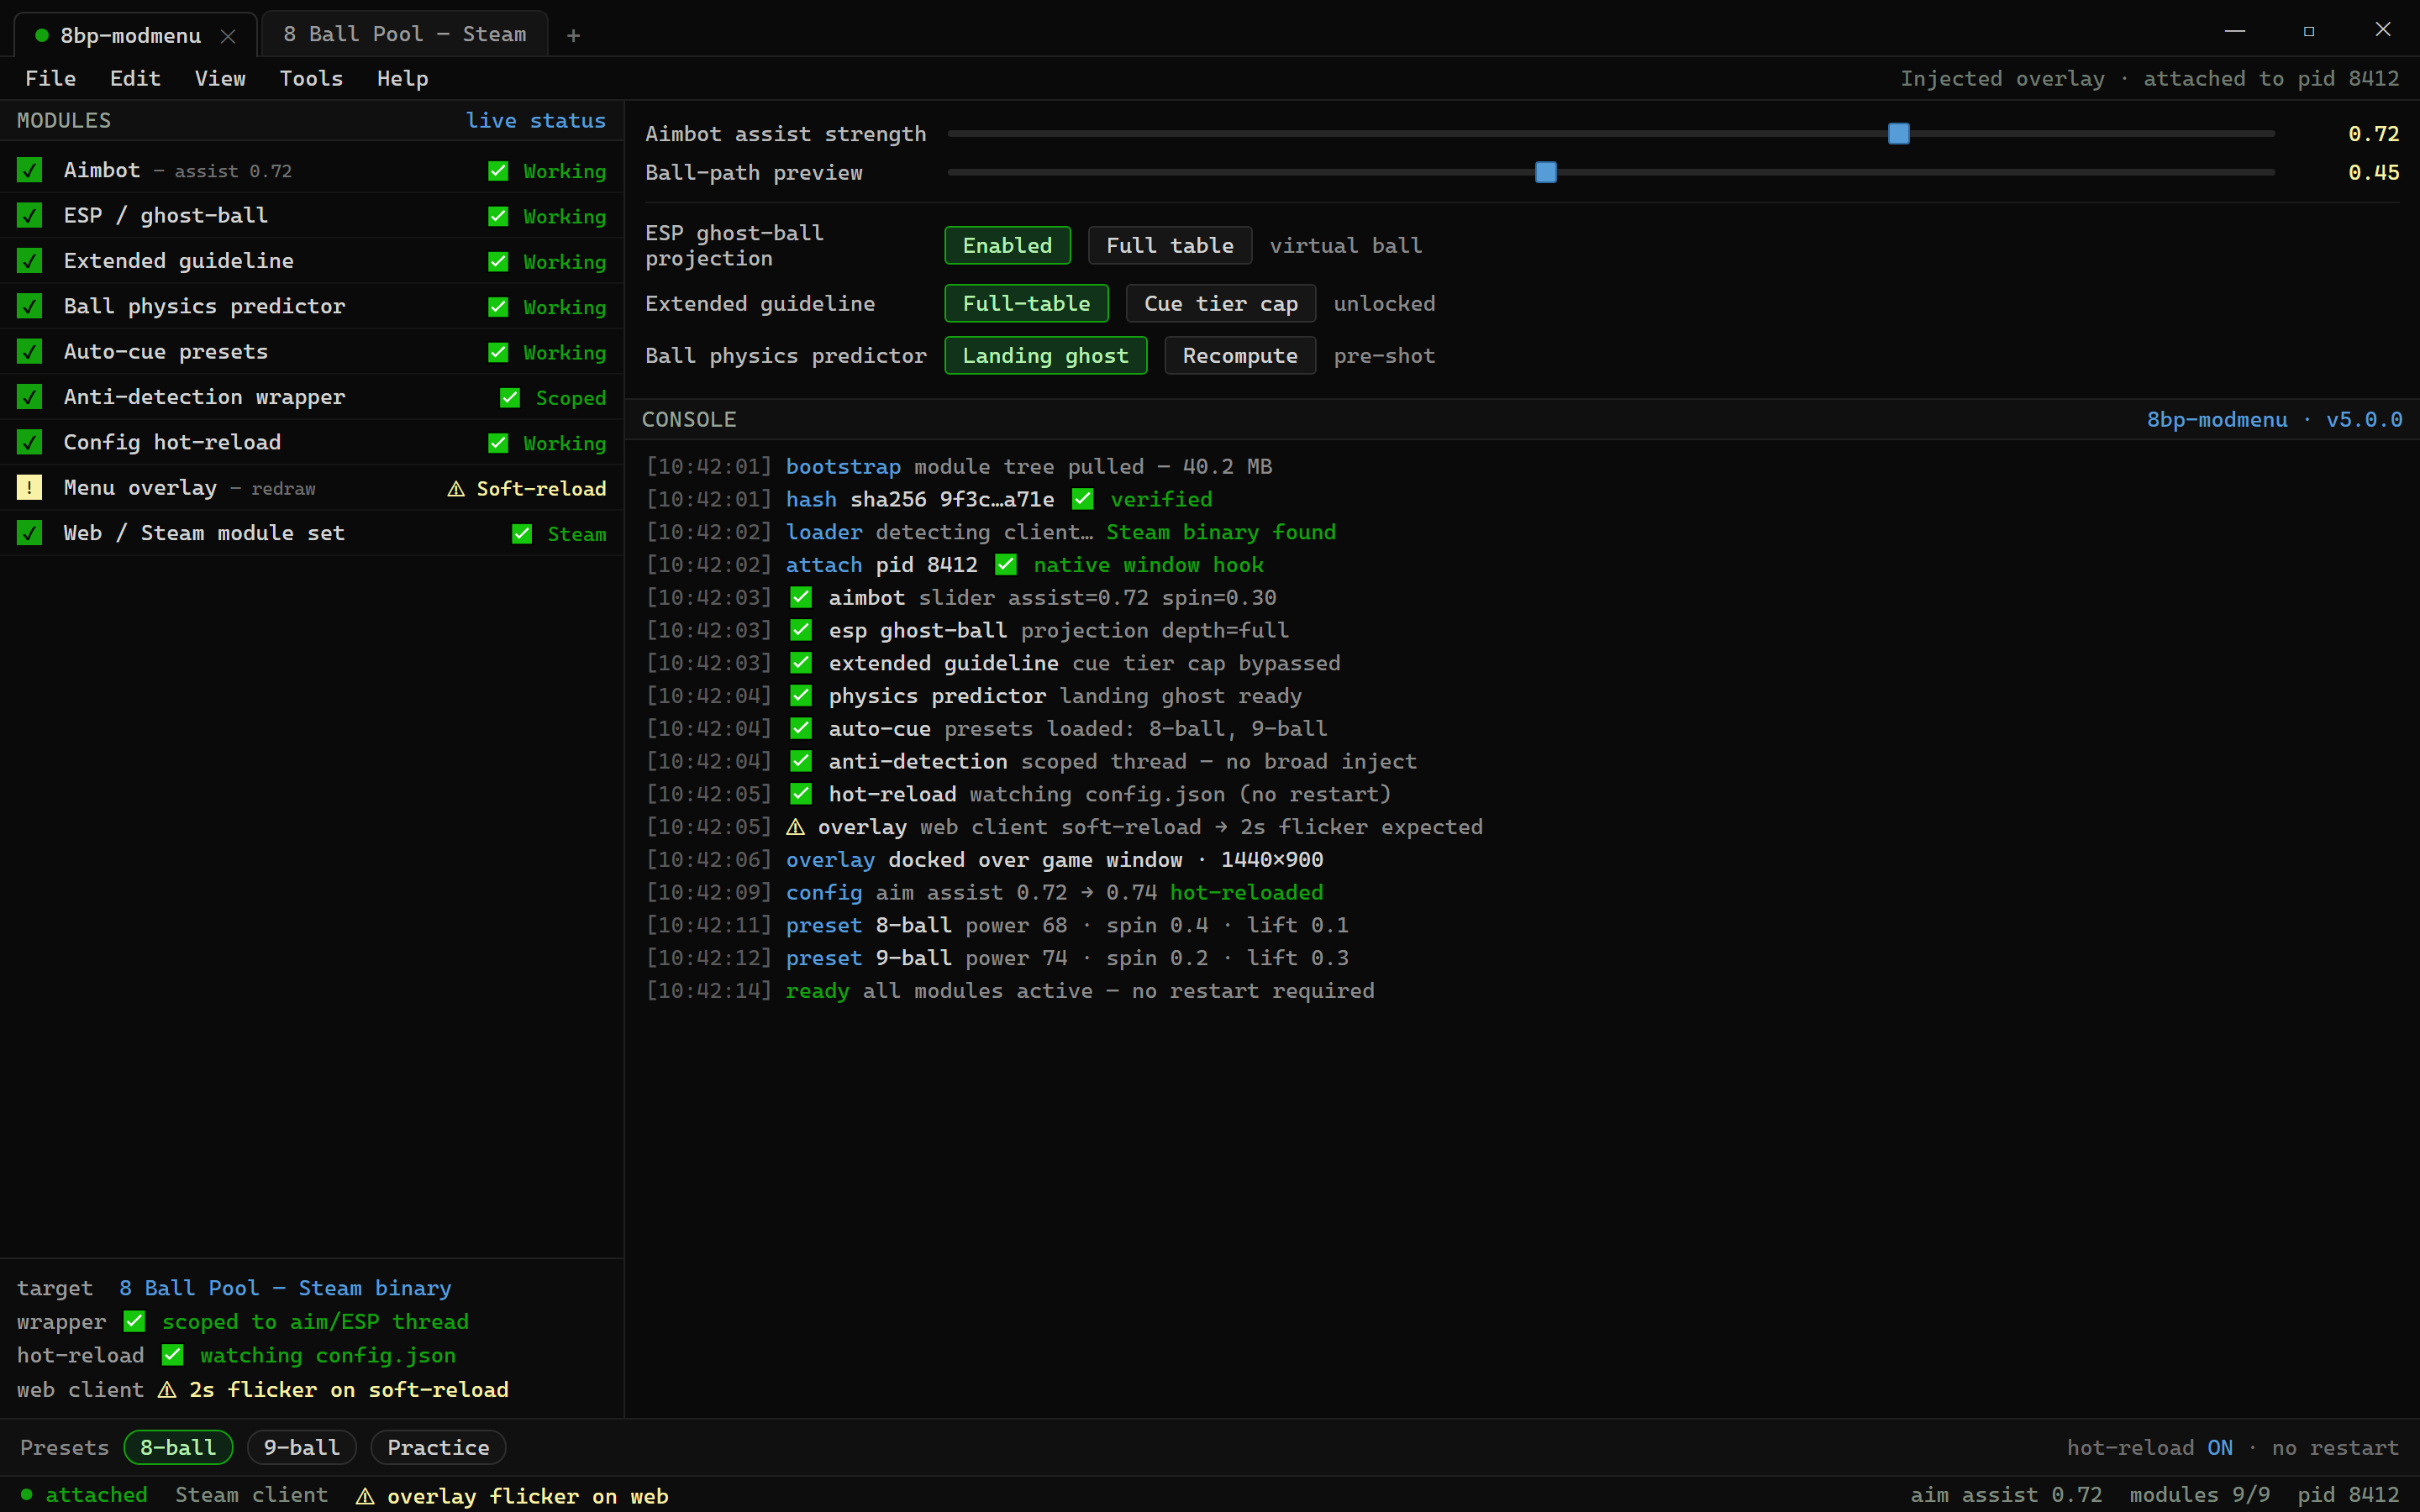 8bp-modmenu ×
8 Ball Pool — Steam
+
File Edit View Tools Help
Injected overlay · attached to pid 8412
MODULES live status
✓ Aimbot — assist 0.72 ✅ Working
✓ ESP / ghost-ball ✅ Working
✓ Extended guideline ✅ Working
✓ Ball physics predictor ✅ Working
✓ Auto-cue presets ✅ Working
✓ Anti-detection wrapper ✅ Scoped
✓ Config hot-reload ✅ Working
! Menu overlay — redraw ⚠ Soft-reload
✓ Web / Steam module set ✅ Steam
target 8 Ball Pool — Steam binary
wrapper ✅ scoped to aim/ESP thread
hot-reload ✅ watching config.json
web client ⚠ 2s flicker on soft-reload
Aimbot assist strength 0.72
Ball-path preview 0.45
ESP ghost-ball
projection
Enabled Full table virtual ball
Extended guideline Full-table Cue tier cap unlocked
Ball physics predictor Landing ghost Recompute pre-shot
CONSOLE 8bp-modmenu · v5.0.0
[10:42:01] bootstrap module tree pulled — 40.2 MB
[10:42:01] hash sha256 9f3c…a71e ✅ verified
[10:42:02] loader detecting client… Steam binary found
[10:42:02] attach pid 8412 ✅ native window hook
[10:42:03] ✅ aimbot slider assist=0.72 spin=0.30
[10:42:03] ✅ esp ghost-ball projection depth=full
[10:42:03] ✅ extended guideline cue tier cap bypassed
[10:42:04] ✅ physics predictor landing ghost ready
[10:42:04] ✅ auto-cue presets loaded: 8-ball, 9-ball
[10:42:04] ✅ anti-detection scoped thread — no broad inject
[10:42:05] ✅ hot-reload watching config.json (no restart)
[10:42:05] ⚠ overlay web client soft-reload → 2s flicker expected
[10:42:06] overlay docked over game window · 1440×900
[10:42:09] config aim assist 0.72 → 0.74 hot-reloaded
[10:42:11] preset 8-ball power 68 · spin 0.4 · lift 0.1
[10:42:12] preset 9-ball power 74 · spin 0.2 · lift 0.3
[10:42:14] ready all modules active — no restart required
Presets 8-ball 9-ball Practice
hot-reload ON · no restart
attached Steam client ⚠ overlay flicker on web
aim assist 0.72 modules 9/9 pid 8412